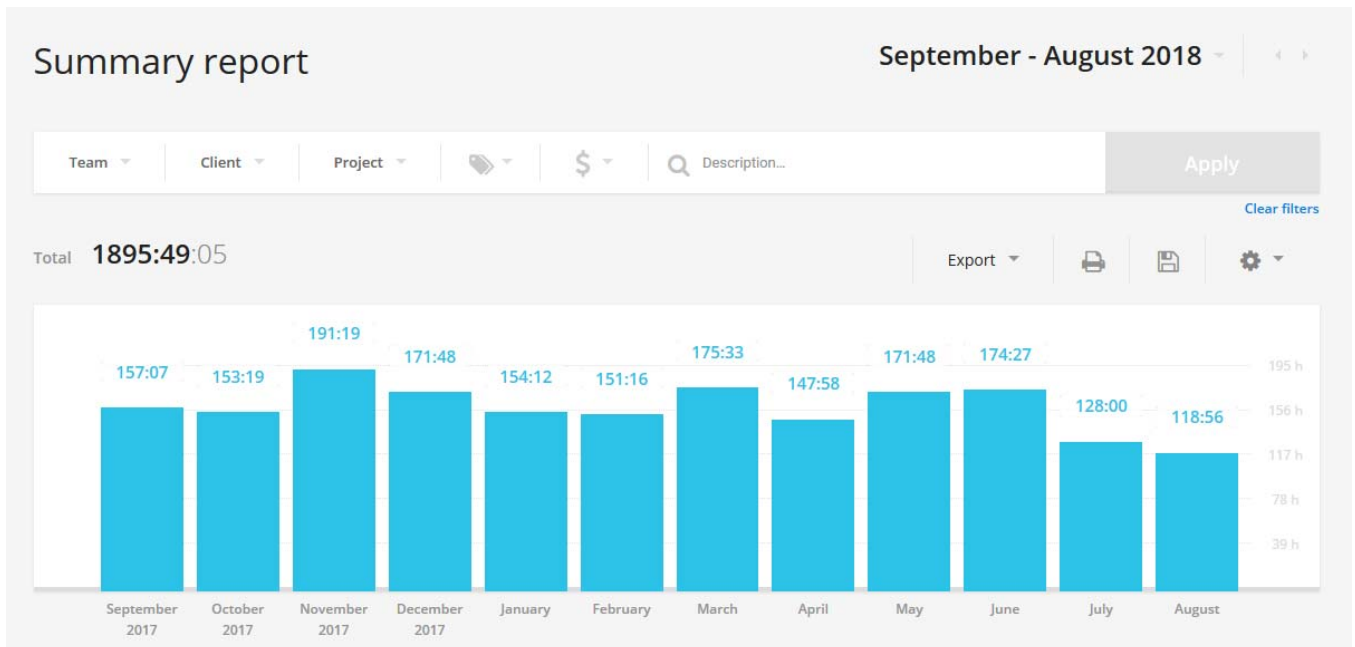 Summary report
September - August 2018
Team
Client
Project
$
Description...
Apply
Clear filters
Total 1895:49:05
Export
191:19
175:33
171:48
171:48
174:27
157:07
153:19
154:12
151:16
147:58
128:00
118:56
195 h
156 h
117 h
78 h
39 h
September
2017
October
2017
November
2017
December
2017
January
February
March
April
May
June
July
August